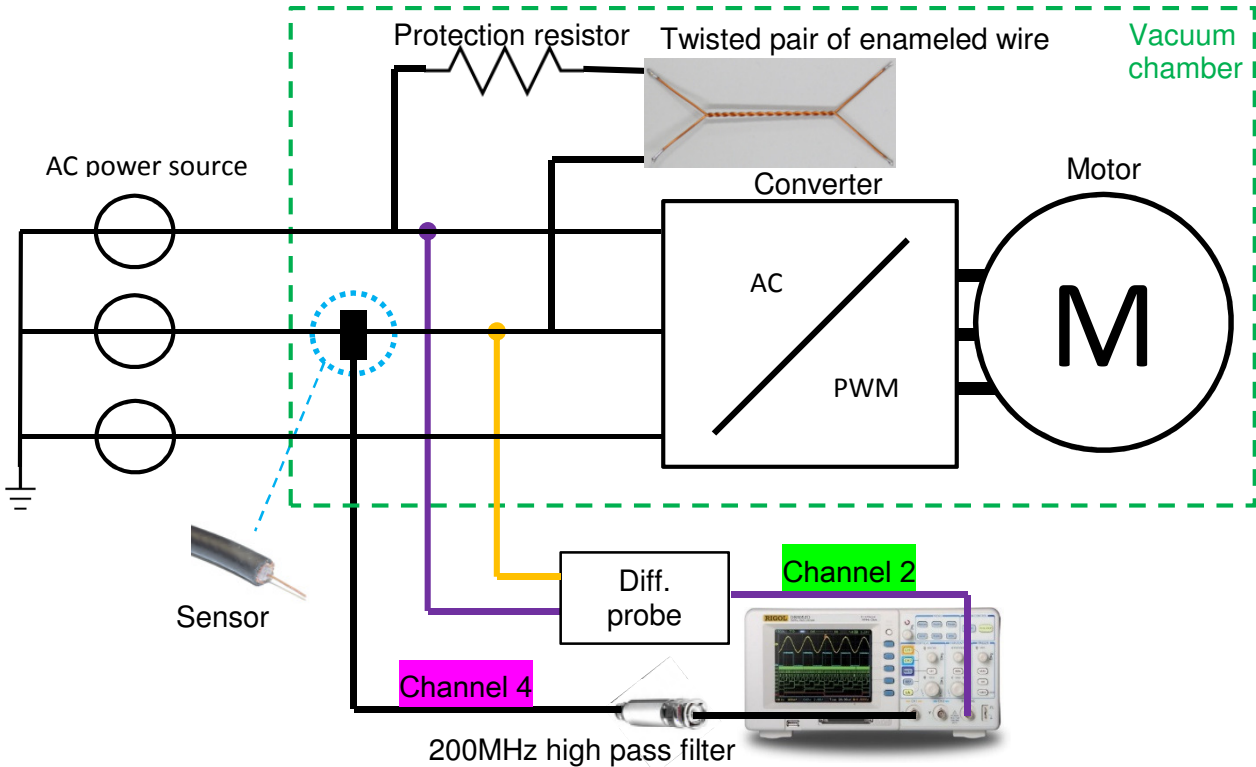 Protection resistor
Twisted pair of enameled wire
Vacuum
chamber
AC power source
Converter
Motor
AC
PWM
M
Sensor
Diff.
probe
Channel 2
RIGOL
Channel 4
200MHz high pass filter